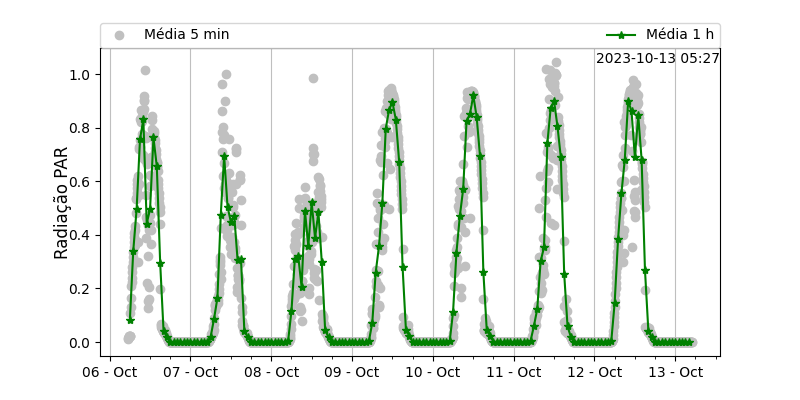 Média 5 min
Média 1 h
2023-10-13 05:27
Radiação PAR
1.0
0.8
0.6
0.4
0.2
0.0
06 - Oct
07 - Oct
08 - Oct
09 - Oct
10 - Oct
11 - Oct
12 - Oct
13 - Oct